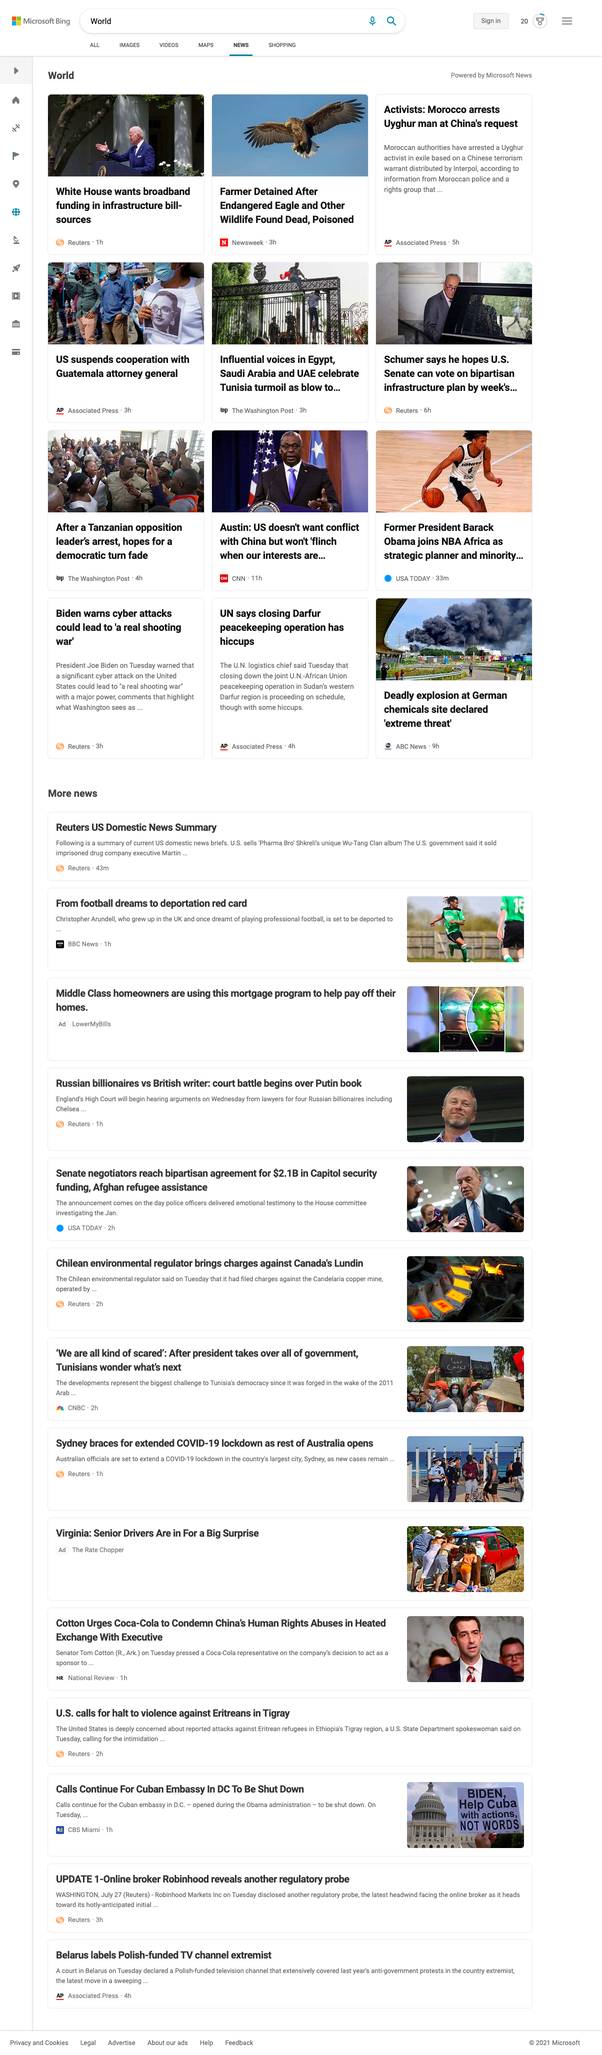 Microsoft Bing
World
Sign in
20
ALL
IMAGES
VIDEOS
MAPS
NEWS
SHOPPING
World
Powered by Microsoft News
White House wants broadband
funding in infrastructure bill-
sources
Reuters · 1h
Farmer Detained After
Endangered Eagle and Other
Wildlife Found Dead, Poisoned
N
Newsweek · 3h
Activists: Morocco arrests
Uyghur man at China's request
Moroccan authorities have arrested a Uyghur
activist in exile based on a Chinese terrorism
warrant distributed by Interpol, according to
information from Moroccan police and a
rights group that ...
AP Associated Press · 5h
US suspends cooperation with
Guatemala attorney general
AP Associated Press · 3h
Influential voices in Egypt,
Saudi Arabia and UAE celebrate
Tunisia turmoil as blow to...
wp The Washington Post · 3h
Schumer says he hopes U.S.
Senate can vote on bipartisan
infrastructure plan by week's...
Reuters · 6h
After a Tanzanian opposition
leader's arrest, hopes for a
democratic turn fade
wp The Washington Post · 4h
Austin: US doesn't want conflict
with China but won't 'flinch
when our interests are...
CNN · 11h
IGNITE
Former President Barack
Obama joins NBA Africa as
strategic planner and minority...
USA TODAY · 33m
Biden warns cyber attacks
could lead to 'a real shooting
war'
President Joe Biden on Tuesday warned that
a significant cyber attack on the United
States could lead to "a real shooting war"
with a major power, comments that highlight
what Washington sees as ...
Reuters · 3h
UN says closing Darfur
peacekeeping operation has
hiccups
The U.N. logistics chief said Tuesday that
closing down the joint U.N.-African Union
peacekeeping operation in Sudan's western
Darfur region is proceeding on schedule,
though with some hiccups.
AP Associated Press · 4h
Deadly explosion at German
chemicals site declared
'extreme threat'
ABC News · 9h
More news
Reuters US Domestic News Summary
Following is a summary of current US domestic news briefs. U.S. sells 'Pharma Bro' Shkreli's unique Wu-Tang Clan album The U.S. government said it sold
imprisoned drug company executive Martin ...
Reuters · 43m
From football dreams to deportation red card
Christopher Arundell, who grew up in the UK and once dreamt of playing professional football, is set to be deported to
...
BBC News · 1h
15
Middle Class homeowners are using this mortgage program to help pay off their
homes.
Ad LowerMyBills
Russian billionaires vs British writer: court battle begins over Putin book
England's High Court will begin hearing arguments on Wednesday from lawyers for four Russian billionaires including
Chelsea ...
Reuters · 1h
Senate negotiators reach bipartisan agreement for $2.1B in Capitol security
funding, Afghan refugee assistance
The announcement comes on the day police officers delivered emotional testimony to the House committee
investigating the Jan.
USA TODAY · 2h
Chilean environmental regulator brings charges against Canada's Lundin
The Chilean environmental regulator said on Tuesday that it had filed charges against the Candelaria copper mine,
operated by ...
Reuters · 2h
'We are all kind of scared': After president takes over all of government,
Tunisians wonder what's next
The developments represent the biggest challenge to Tunisia's democracy since it was forged in the wake of the 2011
Arab ...
CNBC · 2h
Sydney braces for extended COVID-19 lockdown as rest of Australia opens
Australian officials are set to extend a COVID-19 lockdown in the country's largest city, Sydney, as new cases remain ...
Reuters · 1h
Virginia: Senior Drivers Are in For a Big Surprise
Ad The Rate Chopper
Cotton Urges Coca-Cola to Condemn China's Human Rights Abuses in Heated
Exchange With Executive
Senator Tom Cotton (R., Ark.) on Tuesday pressed a Coca-Cola representative on the company's decision to act as a
sponsor to ...
NR National Review · 1h
U.S. calls for halt to violence against Eritreans in Tigray
The United States is deeply concerned about reported attacks against Eritrean refugees in Ethiopia's Tigray region, a U.S. State Department spokeswoman said on
Tuesday, calling for the intimidation ...
Reuters · 2h
Calls Continue For Cuban Embassy In DC To Be Shut Down
Calls continue for the Cuban embassy in D.C. – opened during the Obama administration – to be shut down. On
Tuesday, ...
CBS Miami · 1h
BIDEN,
Help Cuba
with actions,
NOT WORDS
UPDATE 1-Online broker Robinhood reveals another regulatory probe
WASHINGTON, July 27 (Reuters) - Robinhood Markets Inc on Tuesday disclosed another regulatory probe, the latest headwind facing the online broker as it heads
toward its hotly-anticipated initial ...
Reuters · 3h
Belarus labels Polish-funded TV channel extremist
A court in Belarus on Tuesday declared a Polish-funded television channel that extensively covered last year's anti-government protests in the country extremist,
the latest move in a sweeping ...
AP Associated Press · 4h
Privacy and Cookies
Legal
Advertise
About our ads
Help
Feedback
© 2021 Microsoft